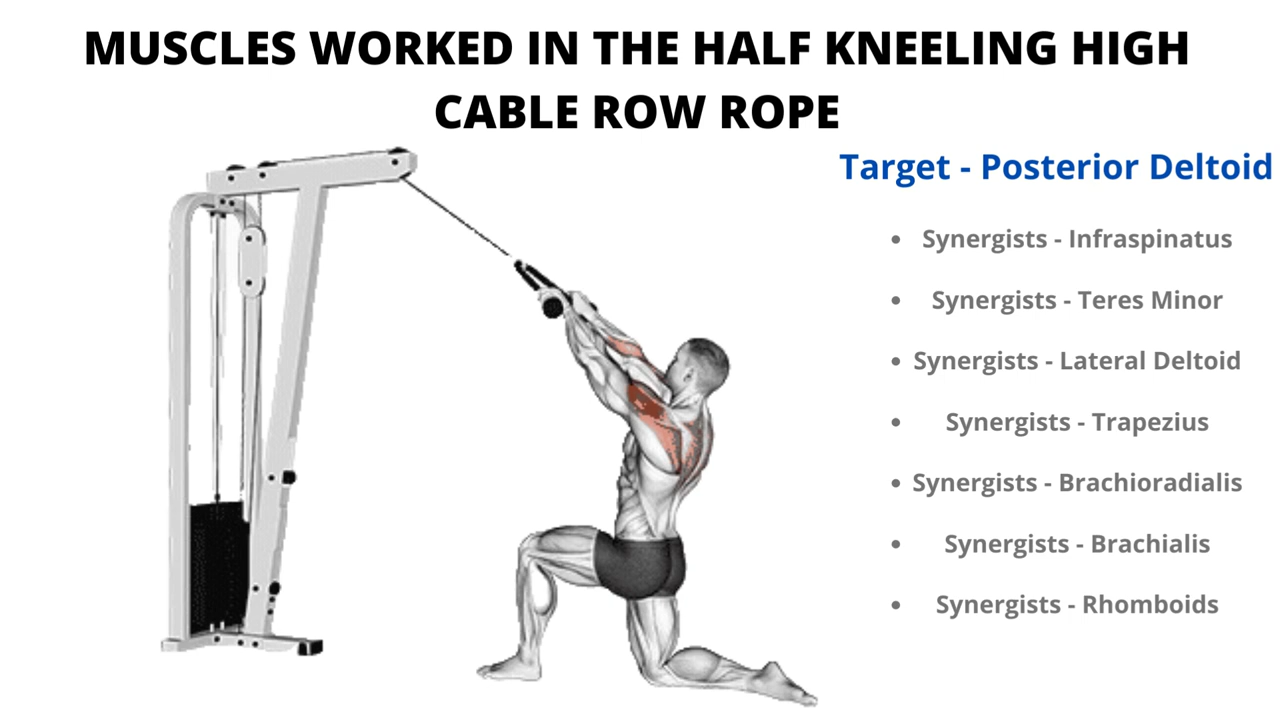 MUSCLES WORKED IN THE HALF KNEELING HIGH
CABLE ROW ROPE
Target - Posterior Deltoid
• Synergists - Infraspinatus
• Synergists - Teres Minor
• Synergists - Lateral Deltoid
• Synergists - Trapezius
• Synergists - Brachioradialis
• Synergists - Brachialis
• Synergists - Rhomboids